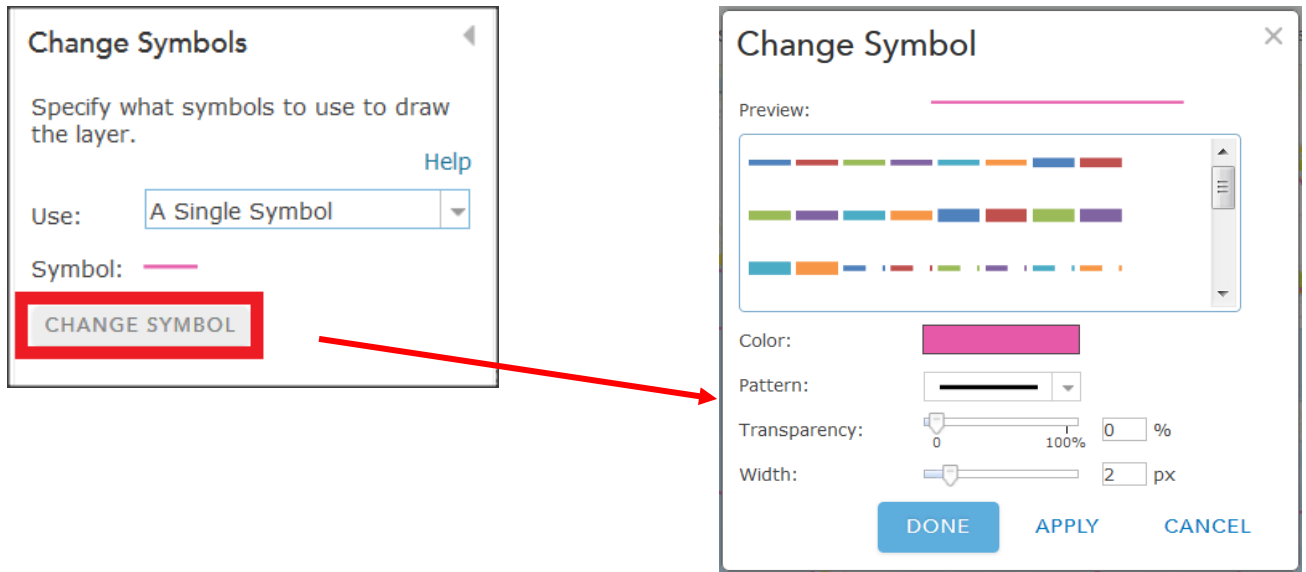 Change Symbols
Specify what symbols to use to draw
the layer.
Help
Use: A Single Symbol
Symbol:
CHANGE SYMBOL
Change Symbol
Preview:
Color:
Pattern:
Transparency: 0 %
0 100%
Width: 2 px
DONE APPLY CANCEL